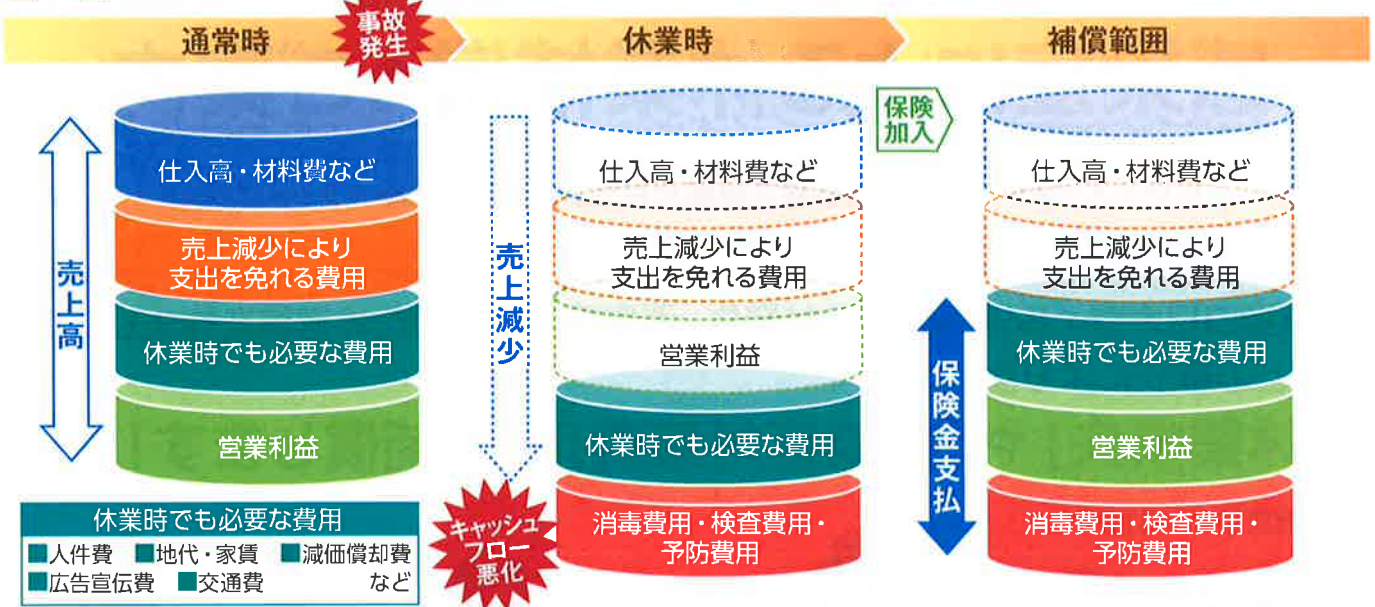 通常時
事故
発生
休業時
補償範囲
売上高
仕入高・材料費など
売上減少により
支出を免れる費用
休業時でも必要な費用
営業利益
休業時でも必要な費用
■人件費 ■地代・家賃 ■減価償却費
■広告宣伝費 ■交通費 など
売上減少
キャッシュ
フロー
悪化
仕入高・材料費など
売上減少により
支出を免れる費用
営業利益
休業時でも必要な費用
消毒費用・検査費用・
予防費用
保険
加入
保険金支払
仕入高・材料費など
売上減少により
支出を免れる費用
休業時でも必要な費用
営業利益
消毒費用・検査費用・
予防費用